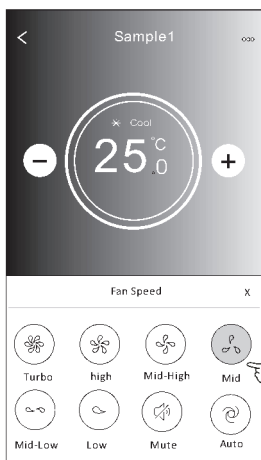 Sample1
Cool
25.0°C
Fan Speed x
Turbo high Mid-High Mid
Mid-Low Low Mute Auto